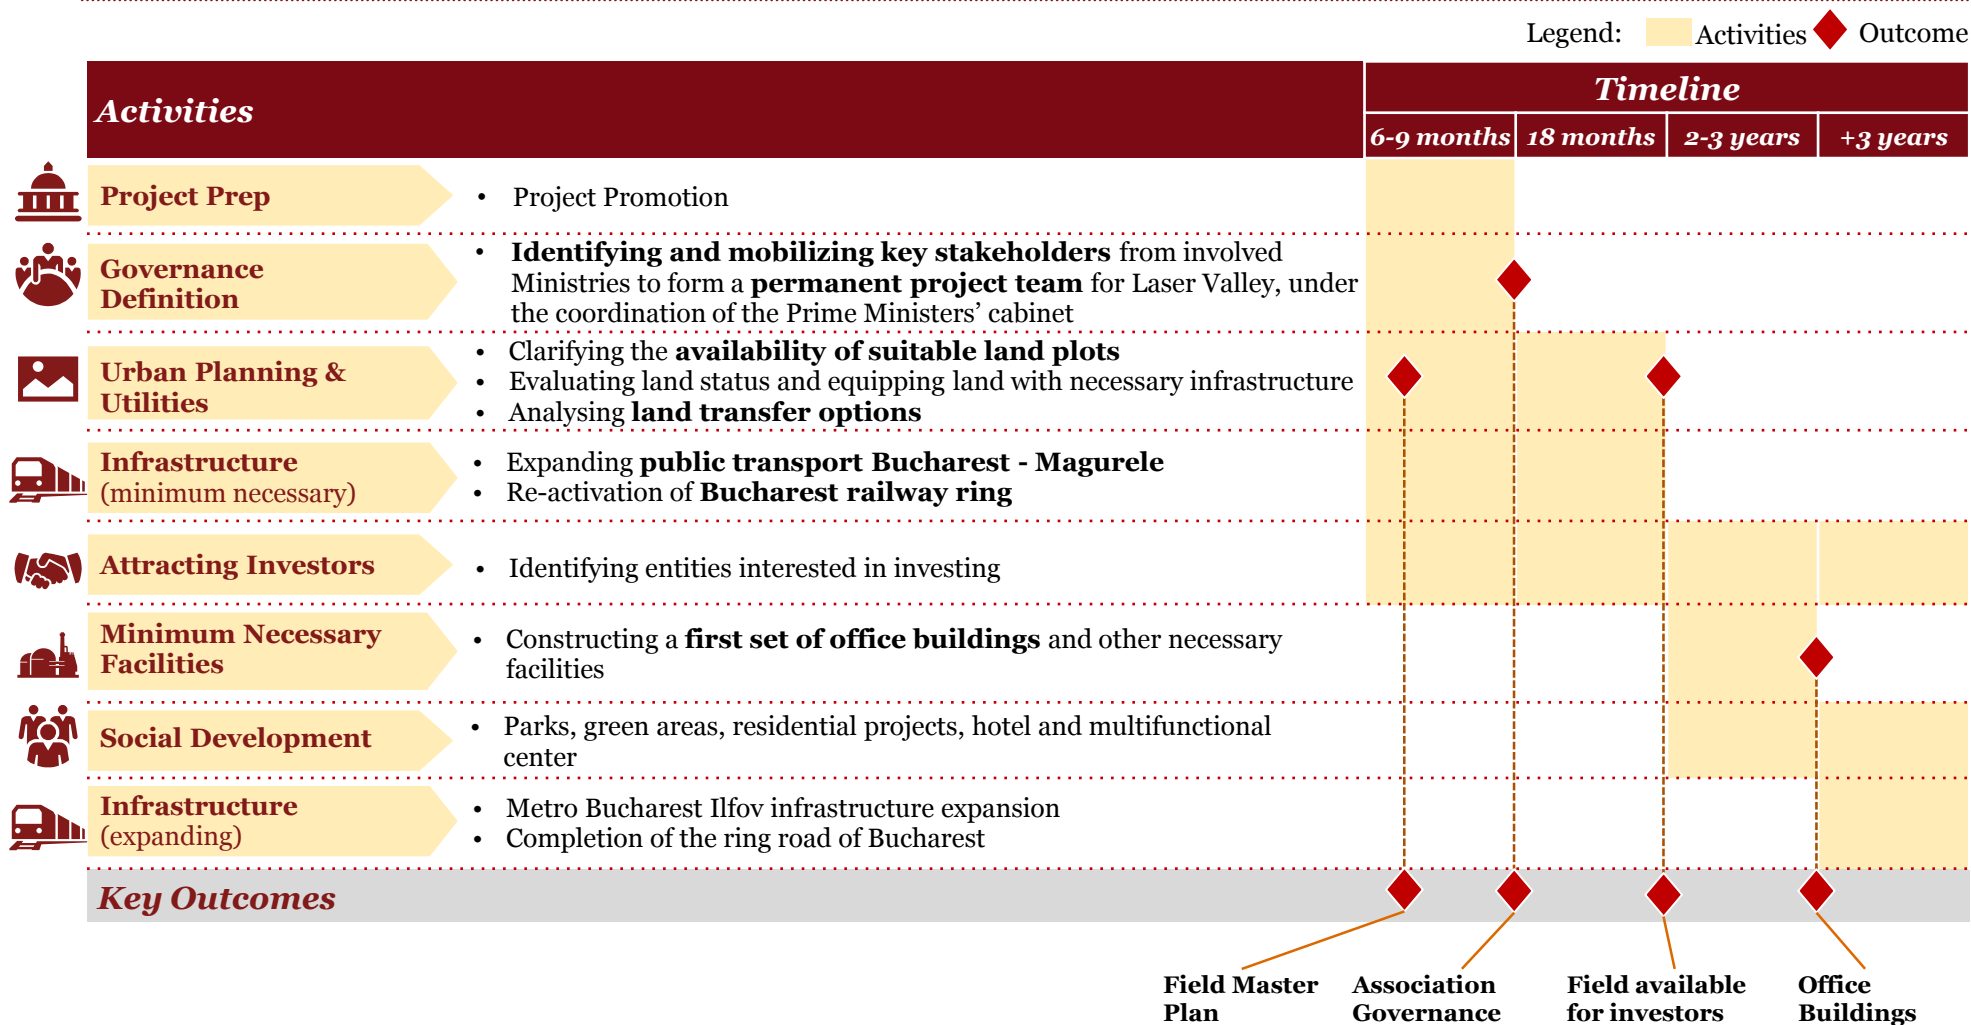 Legend: Activities Outcome
Activities
Timeline
6-9 months 18 months 2-3 years +3 years
Project Prep
• Project Promotion
Governance
Definition
• Identifying and mobilizing key stakeholders from involved
Ministries to form a permanent project team for Laser Valley, under
the coordination of the Prime Ministers’ cabinet
Urban Planning &
Utilities
• Clarifying the availability of suitable land plots
• Evaluating land status and equipping land with necessary infrastructure
• Analysing land transfer options
Infrastructure
(minimum necessary)
• Expanding public transport Bucharest - Magurele
• Re-activation of Bucharest railway ring
Attracting Investors
• Identifying entities interested in investing
Minimum Necessary
Facilities
• Constructing a first set of office buildings and other necessary
facilities
Social Development
• Parks, green areas, residential projects, hotel and multifunctional
center
Infrastructure
(expanding)
• Metro Bucharest Ilfov infrastructure expansion
• Completion of the ring road of Bucharest
Key Outcomes
Field Master
Plan
Association
Governance
Field available
for investors
Office
Buildings